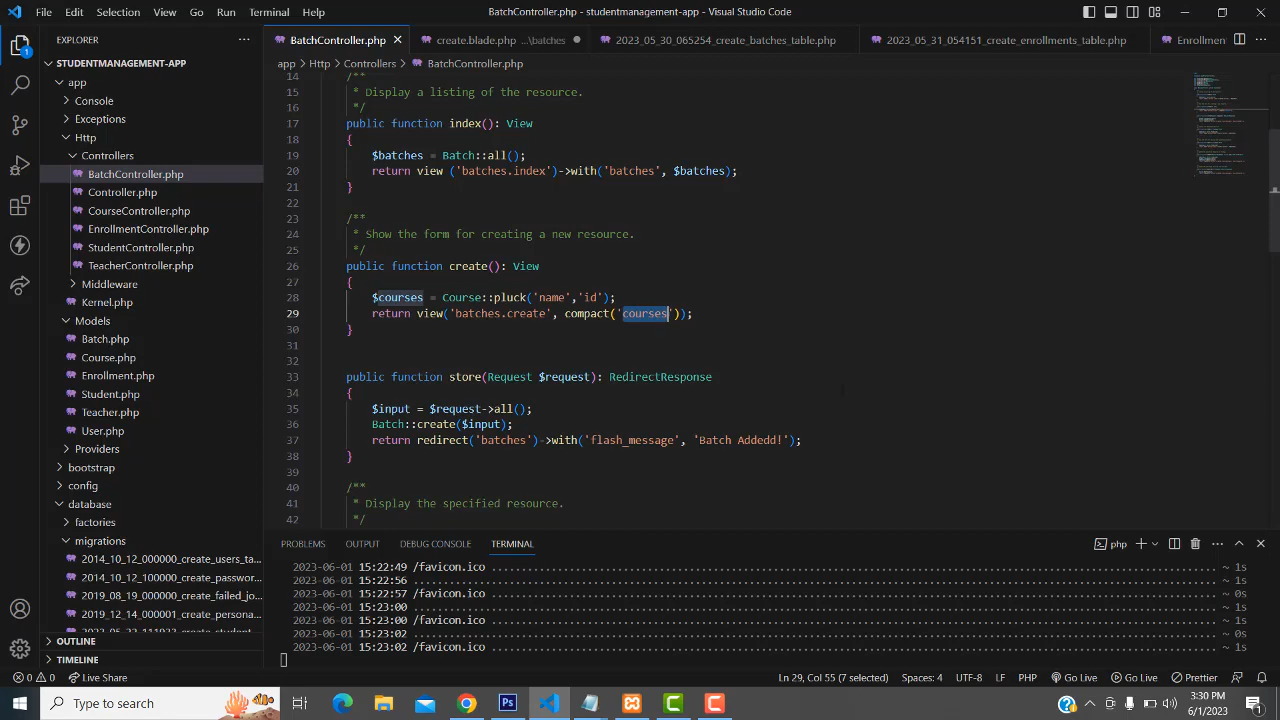 File Edit Selection View Go Run Terminal Help
BatchController.php - studentmanagement-app - Visual Studio Code
EXPLORER
BatchController.php
create.blade.php ...\batches
2023_05_30_065254_create_batches_table.php
2023_05_31_054151_create_enrollments_table.php
Enrollment
STUDENTMANAGEMENT-APP
app > Http > Controllers > BatchController.php
app
Console
Exceptions
Http
Controllers
BatchController.php
Controller.php
CourseController.php
EnrollmentController.php
StudentController.php
TeacherController.php
Middleware
Kernel.php
Models
Batch.php
Course.php
Enrollment.php
Student.php
Teacher.php
User.php
Providers
bootstrap
config
database
factories
migrations
2014_10_12_000000_create_users_ta...
2014_10_12_100000_create_passwor...
2019_08_19_000000_create_failed_jo...
2019_12_14_000001_create_persona...
OUTLINE
TIMELINE
14 /**
15 * Display a listing of the resource.
16 */
17 public function index(): View
18 {
19 $batches = Batch::all();
20 return view ('batches.index')->with('batches', $batches);
21 }
22
23 /**
24 * Show the form for creating a new resource.
25 */
26 public function create(): View
27 {
28 $courses = Course::pluck('name','id');
29 return view('batches.create', compact('courses'));
30 }
31
32
33 public function store(Request $request): RedirectResponse
34 {
35 $input = $request->all();
36 Batch::create($input);
37 return redirect('batches')->with('flash_message', 'Batch Addedd!');
38 }
39
40 /**
41 * Display the specified resource.
42 */
PROBLEMS OUTPUT DEBUG CONSOLE TERMINAL
php
2023-06-01 15:22:49 /favicon.ico ........ ~ 1s
2023-06-01 15:22:56 ........ ~ 1s
2023-06-01 15:22:57 /favicon.ico ........ ~ 0s
2023-06-01 15:23:00 ........ ~ 1s
2023-06-01 15:23:00 /favicon.ico ........ ~ 1s
2023-06-01 15:23:02 ........ ~ 0s
2023-06-01 15:23:02 /favicon.ico ........ ~ 1s
0 0 Live Share
Ln 29, Col 55 (7 selected) Spaces: 4 UTF-8 LF PHP Go Live Go Live Prettier
Type here to search
3:30 PM
6/1/2023